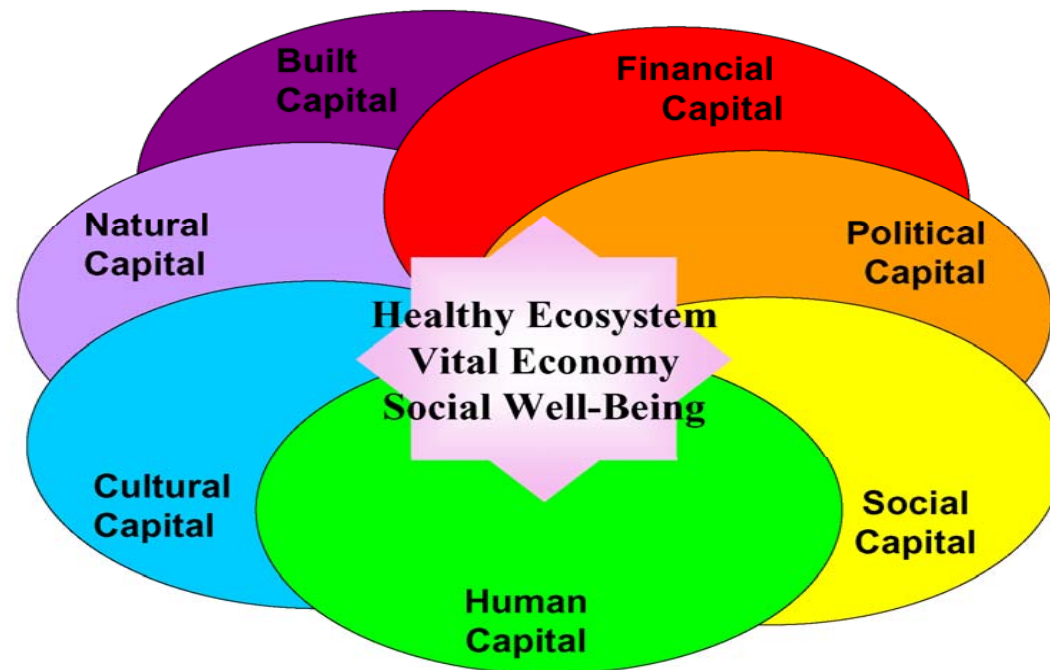 Built
Capital
Financial
Capital
Natural
Capital
Political
Capital
Healthy Ecosystem
Vital Economy
Social Well-Being
Cultural
Capital
Social
Capital
Human
Capital